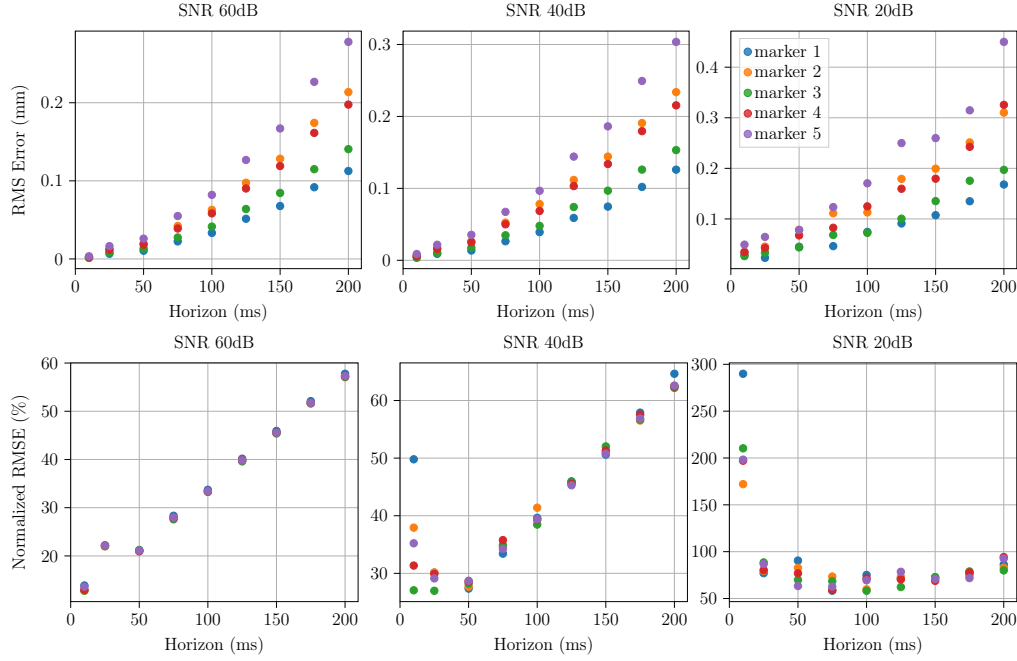 SNR 60dB SNR 40dB SNR 20dB
RMS Error (mm)
0.2
0.1
0
0.3
0.2
0.1
0
0.4
0.3
0.2
0.1
marker 1
marker 2
marker 3
marker 4
marker 5
0 50 100 150 200 0 50 100 150 200 0 50 100 150 200
Horizon (ms) Horizon (ms) Horizon (ms)
SNR 60dB SNR 40dB SNR 20dB
Normalized RMSE (%)
60
50
40
30
20
60
50
40
30
300
250
200
150
100
50
0 50 100 150 200 0 50 100 150 200 0 50 100 150 200
Horizon (ms) Horizon (ms) Horizon (ms)